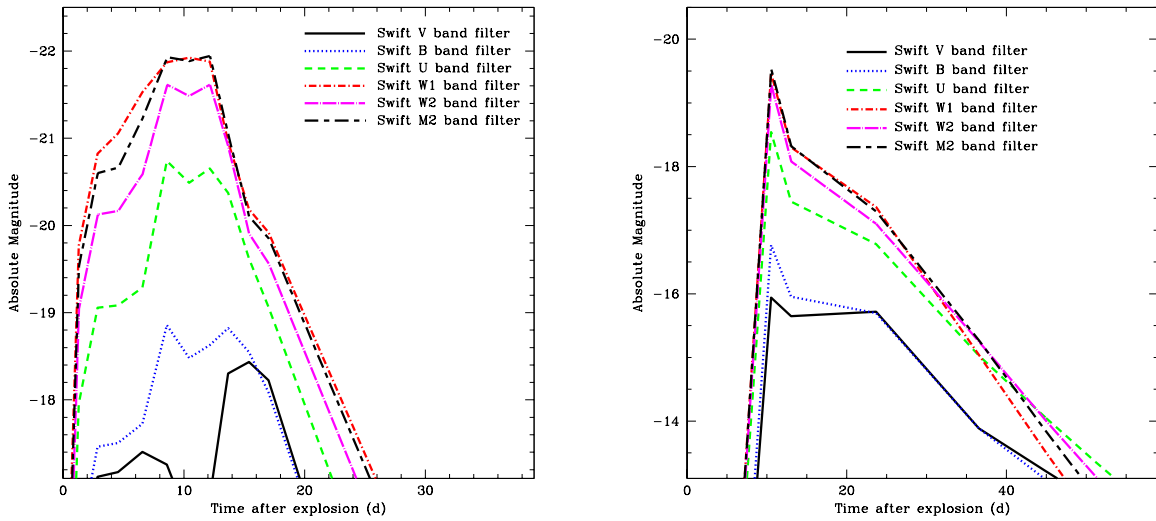 -22
-21
-20
-19
-18
0
10
20
30
Absolute Magnitude
Time after explosion (d)
Swift V band filter
Swift B band filter
Swift U band filter
Swift W1 band filter
Swift W2 band filter
Swift M2 band filter
-20
-18
-16
-14
0
20
40
Absolute Magnitude
Time after explosion (d)
Swift V band filter
Swift B band filter
Swift U band filter
Swift W1 band filter
Swift W2 band filter
Swift M2 band filter